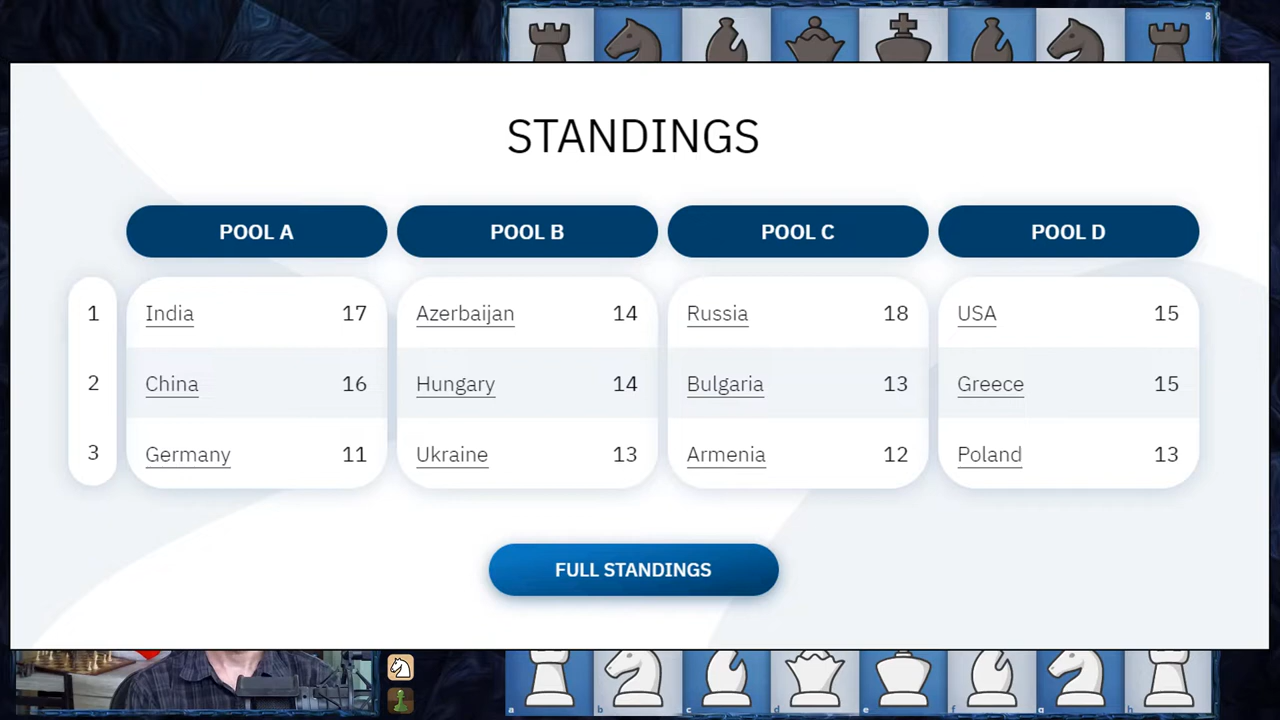 8
STANDINGS
POOL A POOL B POOL C POOL D
1 India 17 Azerbaijan 14 Russia 18 USA 15
2 China 16 Hungary 14 Bulgaria 13 Greece 15
3 Germany 11 Ukraine 13 Armenia 12 Poland 13
FULL STANDINGS
a b c d e f g h